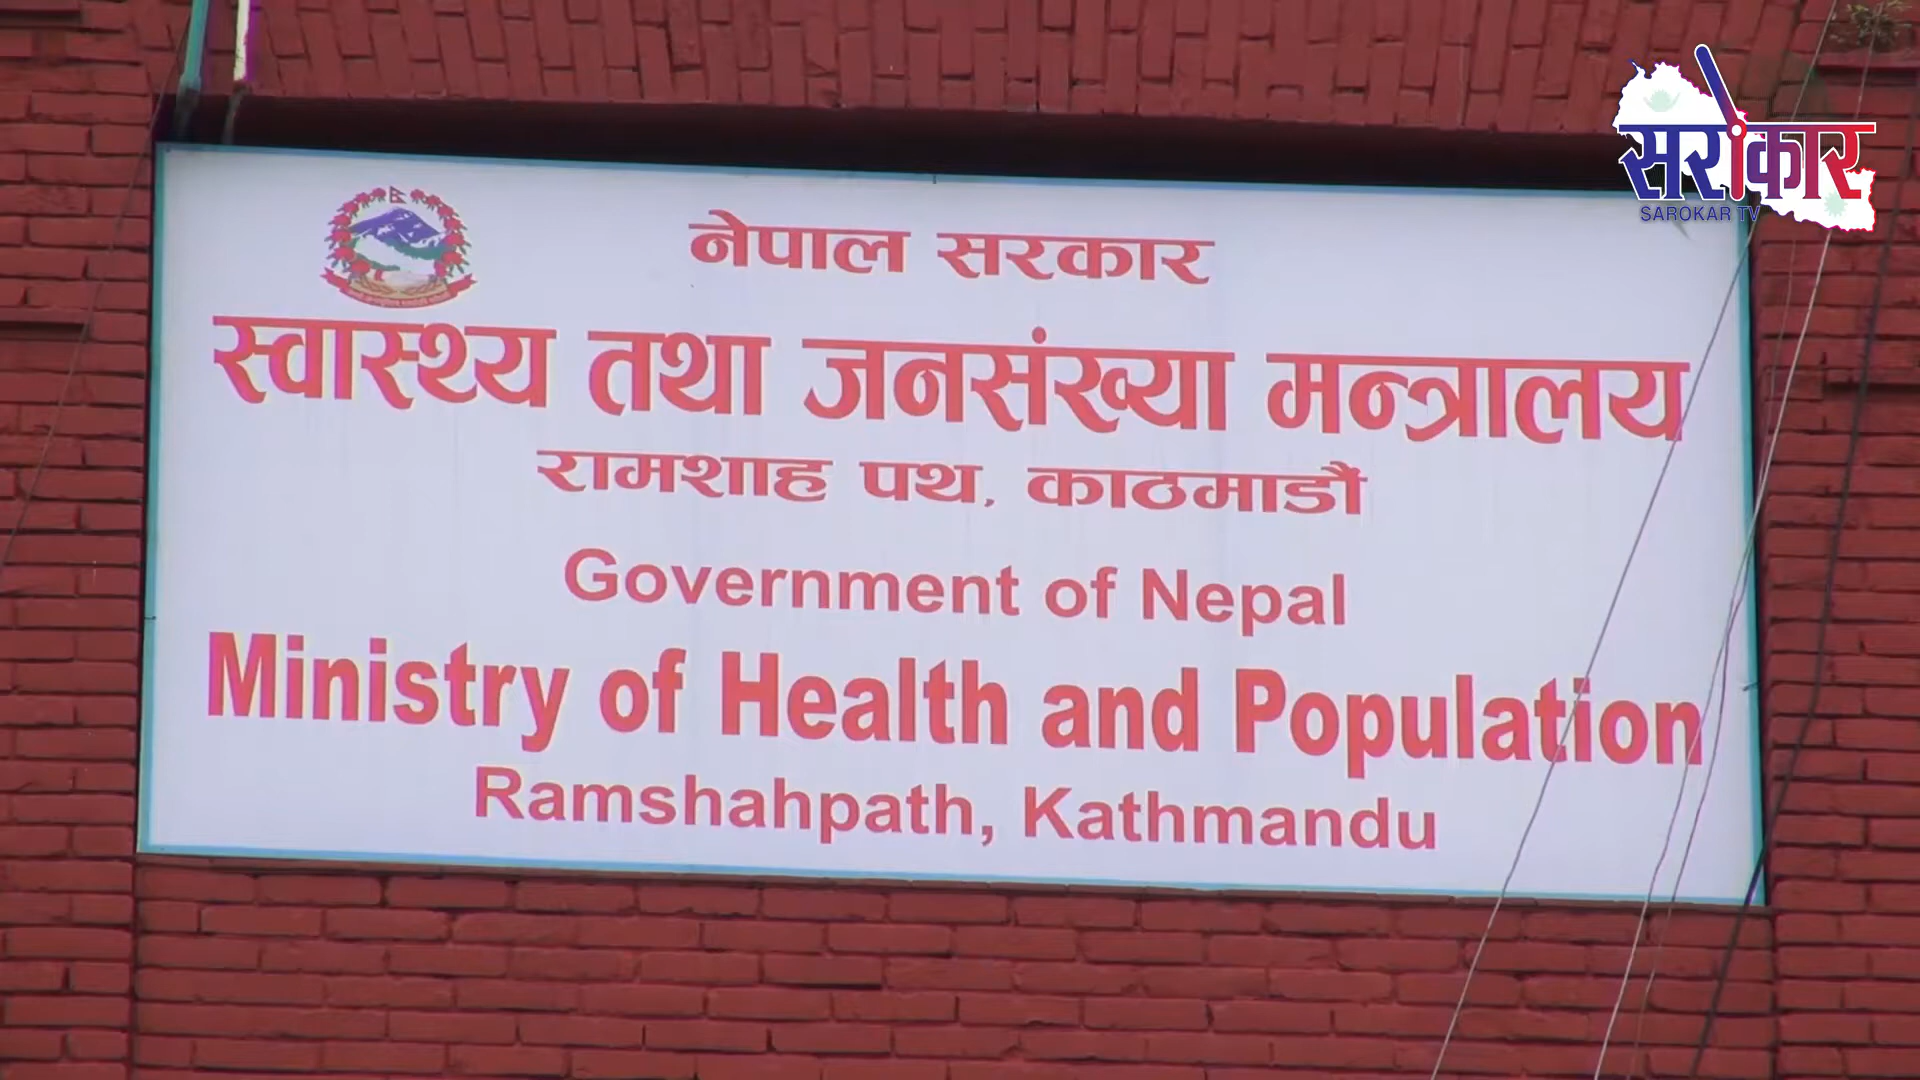 सरोकार
SAROKAR TV
नेपाल सरकार
स्वास्थ्य तथा जनसंख्या मन्त्रालय
रामशाह पथ, काठमाडौं
Government of Nepal
Ministry of Health and Population
Ramshahpath, Kathmandu